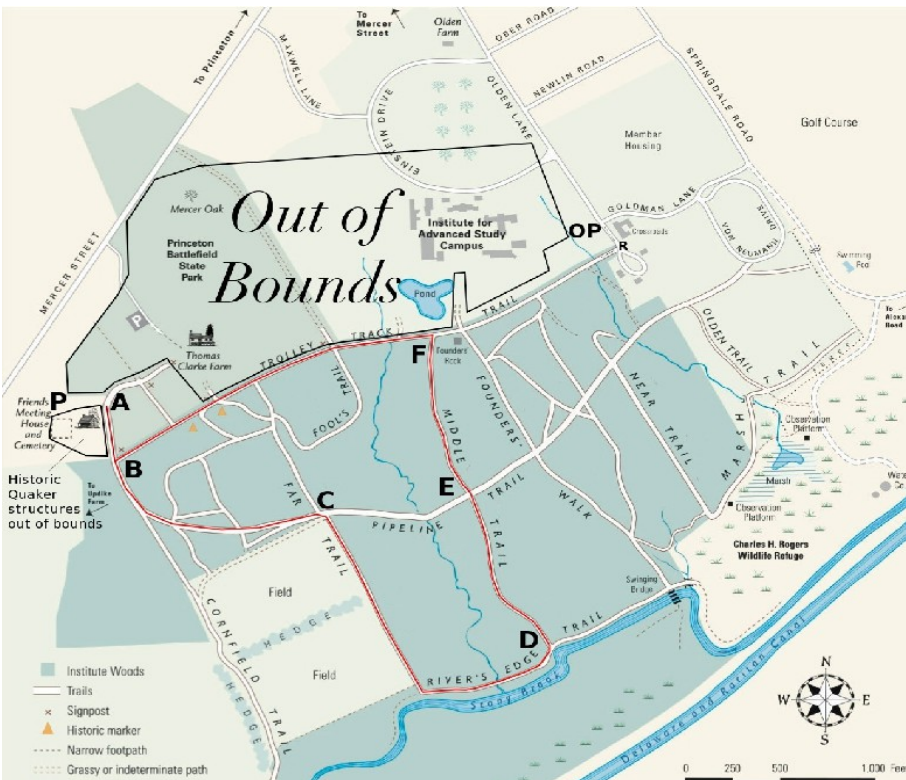 To Princeton
To
Mercer
Street
Olden
Farm
OBER ROAD
NEWLIN ROAD
SPRINGDALE ROAD
MAXWELL LANE
EINSTEIN DRIVE
OLDEN LANE
Golf Course
Member
Housing
MERCER STREET
Mercer Oak
Out of
Bounds
Princeton
Battlefield
State
Park
Institute for
Advanced Study
Campus
OP
R
GOLDMAN LANE
Crossroads
VON NEUMANN
DRIVE
Swimming
Pool
To
Alexa
Road
P
Thomas
Clarke Farm
Pond
TROLLEY TRACK TRAIL
F
Founders'
Rock
OLDEN TRAIL
P
A
Friends
Meeting
House
and
Cemetery
FOOL'S TRAIL
FOUNDERS' WALK
NEAR TRAIL
MARSH TRAIL
MIDDLE TRAIL
B
Historic
Quaker
structures
out of bounds
To
Updike
Farm
FAR TRAIL
C
E
PIPELINE TRAIL
Observation
Platform
Marsh
Observation
Platform
Wate
Co
Charles H. Rogers
Wildlife Refuge
Swinging
Bridge
Field
HEDGE
Field
HEDGE
CORNFIELD TRAIL
D
RIVER'S EDGE TRAIL
Stony Brook
Delaware and Raritan Canal
Institute Woods
Trails
Signpost
Historic marker
Narrow footpath
Grassy or indeterminate path
N
W
E
S
0 250 500 1,000 Feet